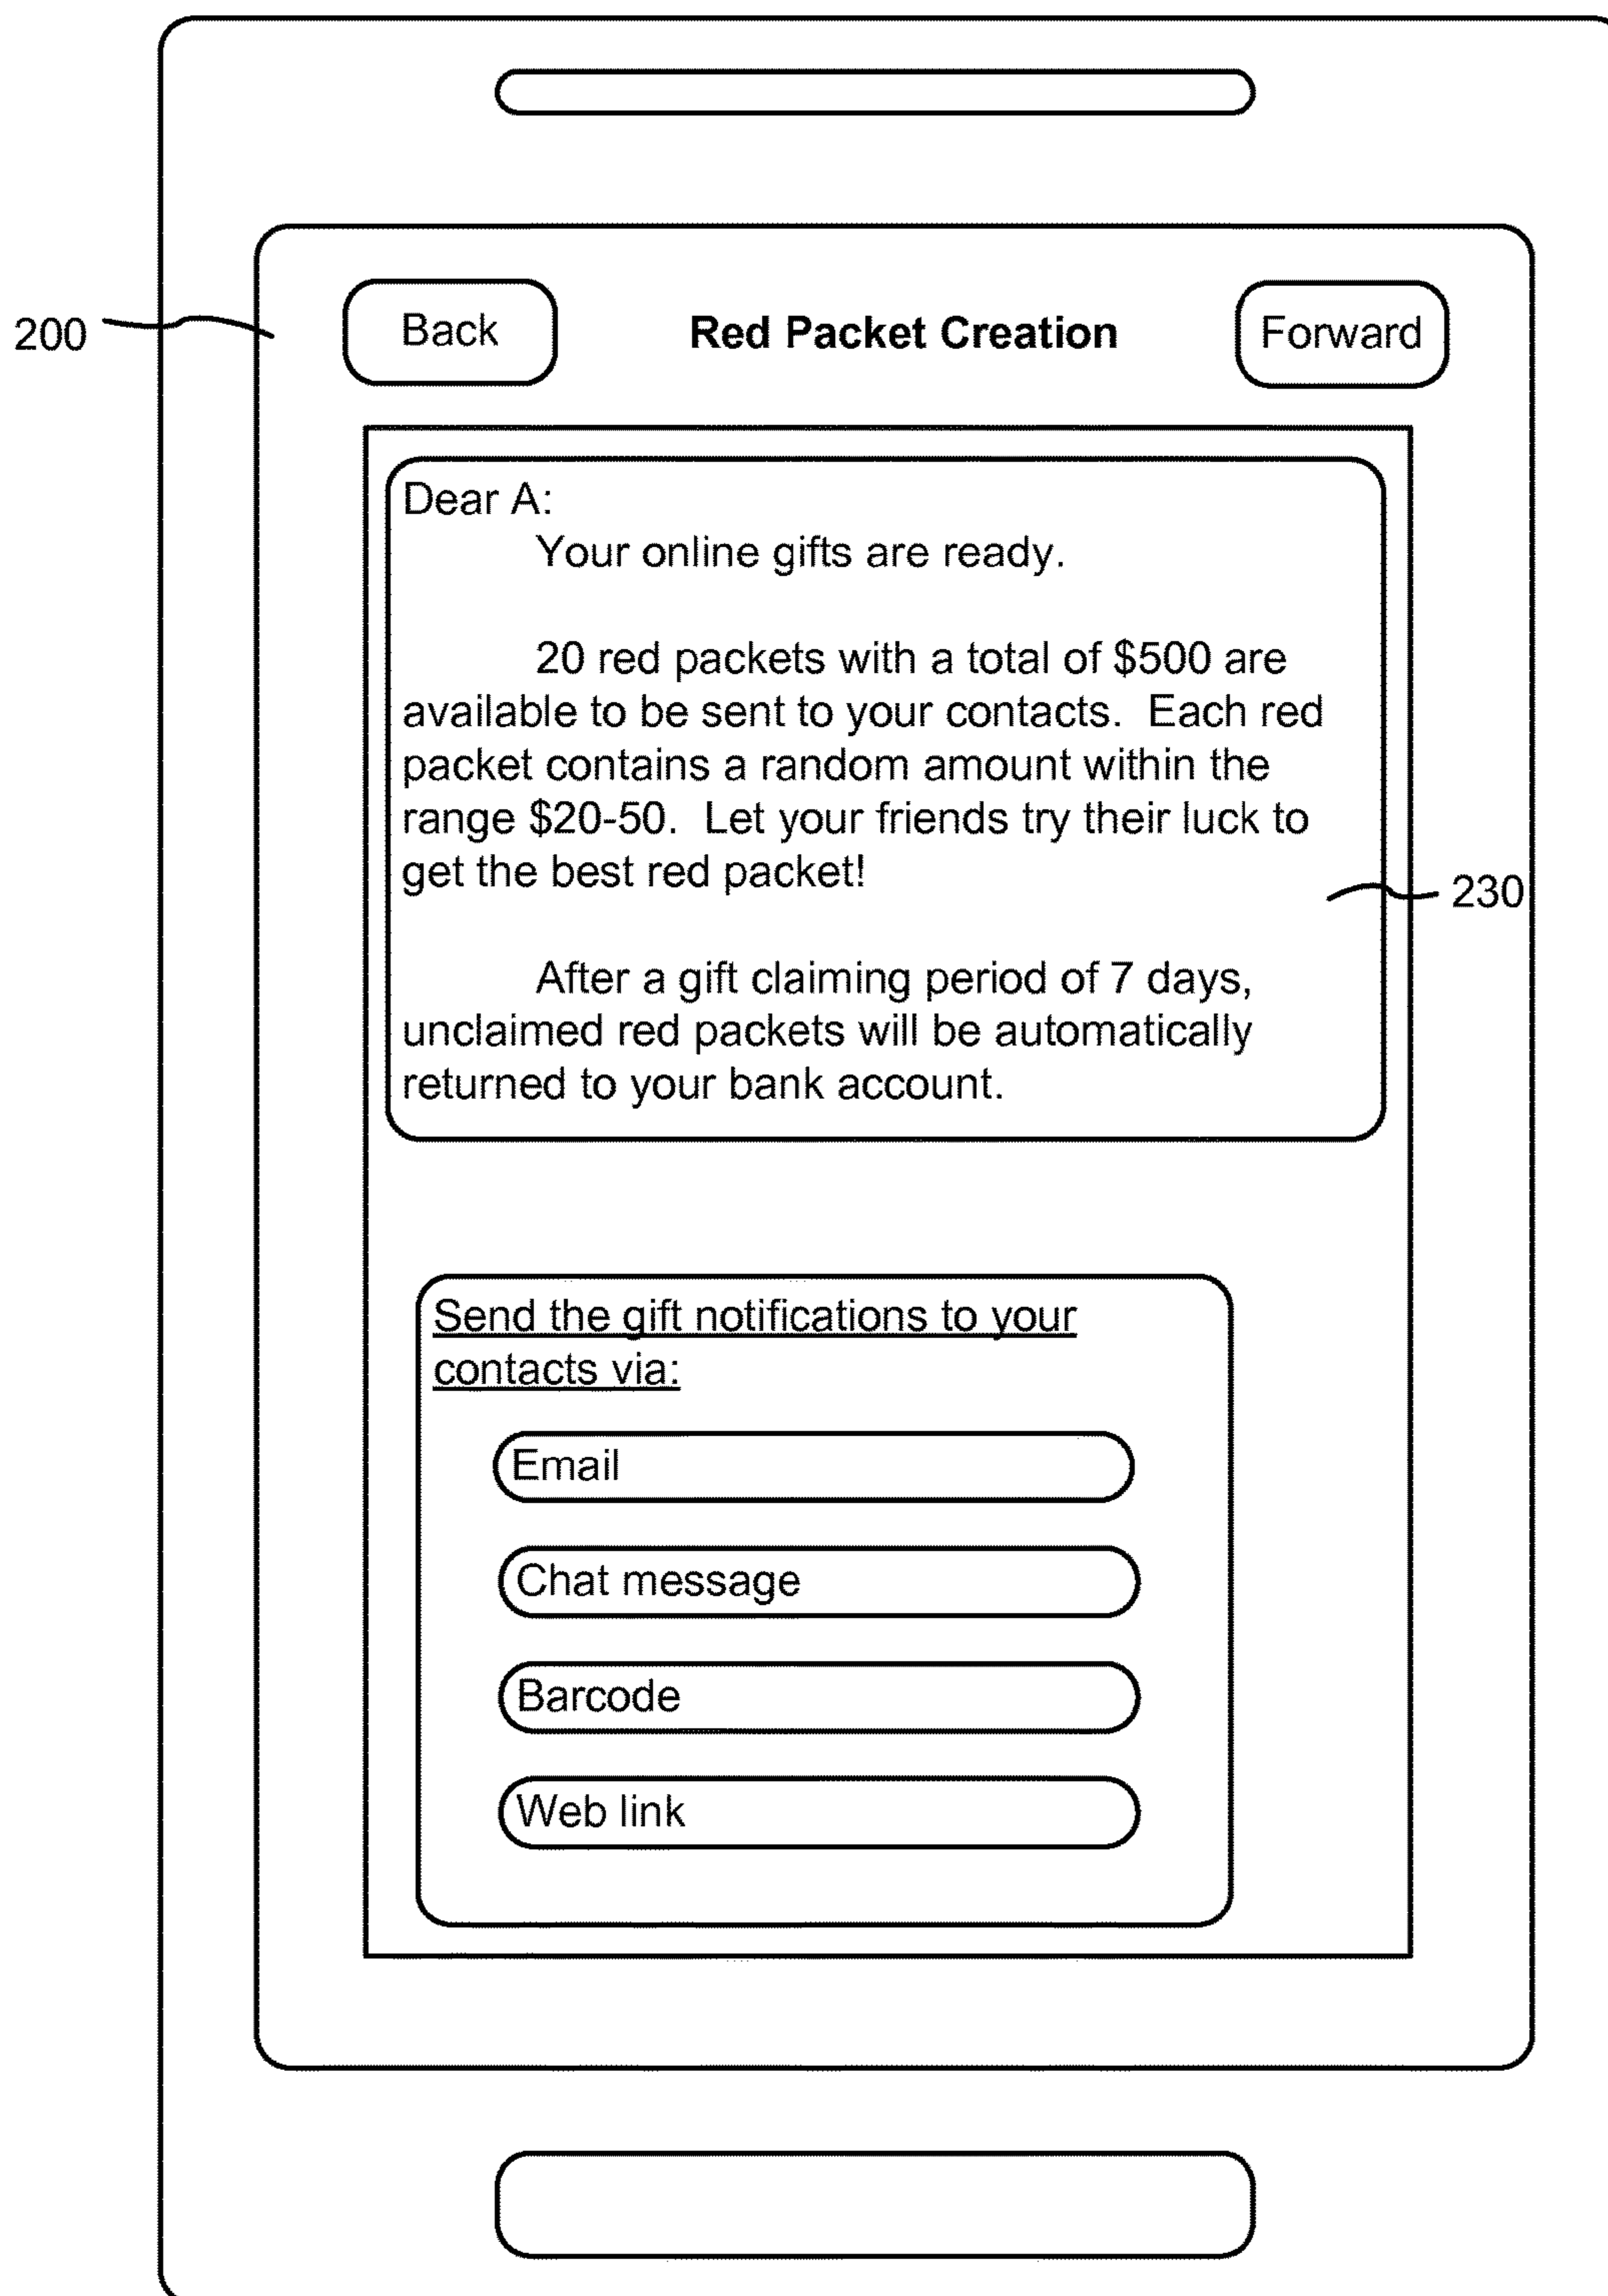 200
Back
Red Packet Creation
Forward
Dear A:
Your online gifts are ready.
20 red packets with a total of $500 are
available to be sent to your contacts.  Each red
packet contains a random amount within the
range $20-50.  Let your friends try their luck to
get the best red packet!
230
After a gift claiming period of 7 days,
unclaimed red packets will be automatically
returned to your bank account.
Send the gift notifications to your
contacts via:
Email
Chat message
Barcode
Web link